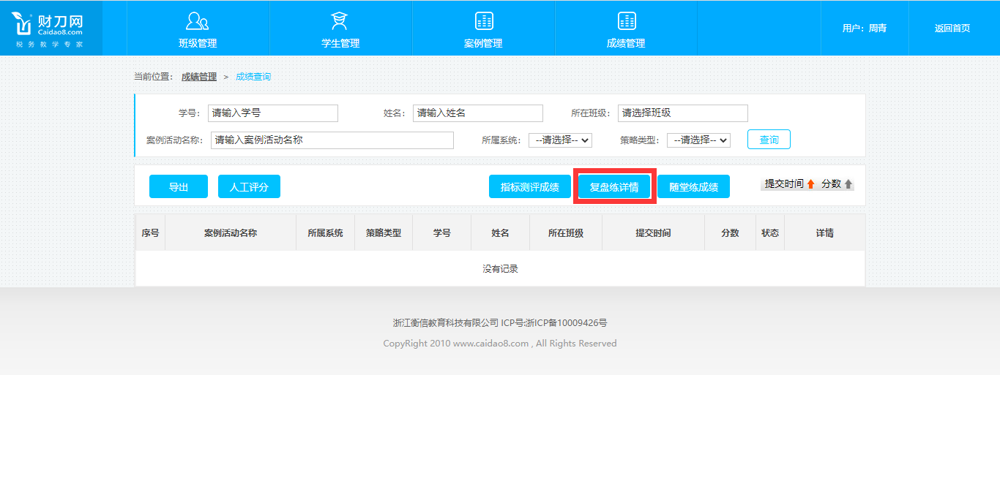 财刀网
Caidao8.com
税 务 教 学 专 家
班级管理
学生管理
案例管理
成绩管理
用户：周青
返回首页
当前位置： 成绩管理 > 成绩查询
学号： 请输入学号 姓名： 请输入姓名 所在班级： 请选择班级
案例活动名称： 请输入案例活动名称 所属系统： --请选择-- 策略类型： --请选择-- 查询
导出 人工评分 指标测评成绩 复盘练详情 随堂练成绩 提交时间 分数
序号 案例活动名称 所属系统 策略类型 学号 姓名 所在班级 提交时间 分数 状态 详情
没有记录
浙江衡信教育科技有限公司 ICP号:浙ICP备10009426号
CopyRight 2010 www.caidao8.com , All Rights Reserved